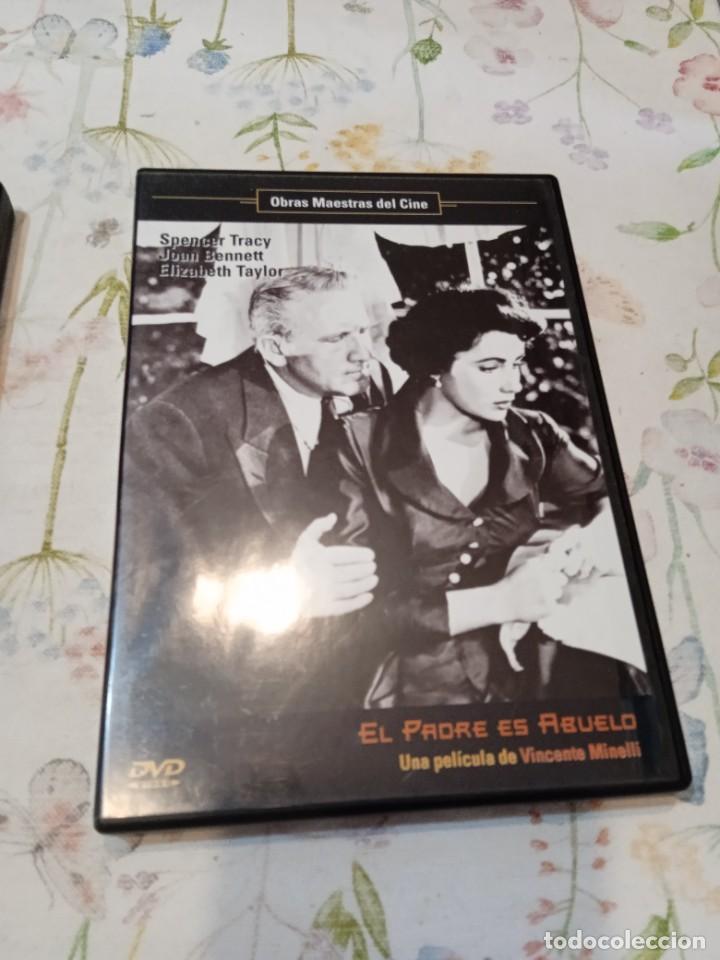 Obras Maestras del Cine
Spencer Tracy
Joan Bennett
Elizabeth Taylor
EL PADRE ES ABUELO
Una película de Vincente Minelli
DVD
todocoleccion